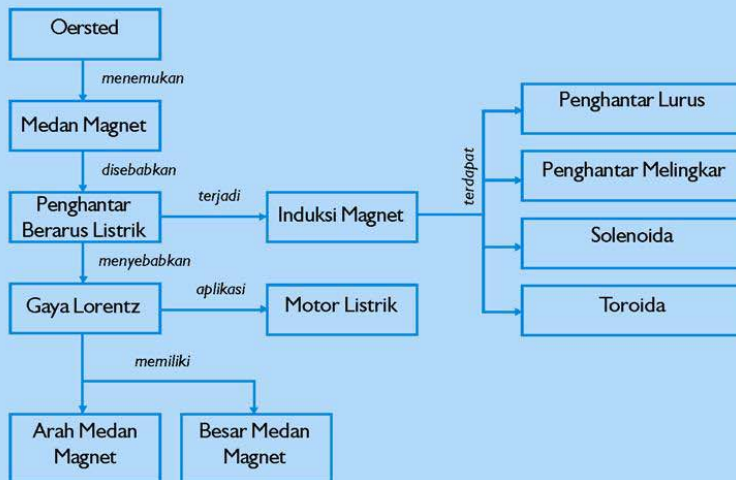 Oersted
menemukan
Medan Magnet
disebabkan
Penghantar
Berarus Listrik
terjadi
Induksi Magnet
terdapat
Penghantar Lurus
Penghantar Melingkar
Solenoida
Toroida
menyebabkan
Gaya Lorentz
aplikasi
Motor Listrik
memiliki
Arah Medan
Magnet
Besar Medan
Magnet